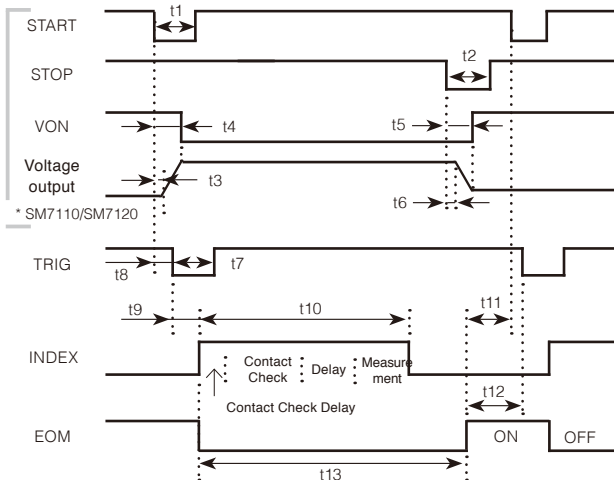 START
t1
STOP
t2
VON
t4
t5
Voltage
output
t3
t6
* SM7110/SM7120
TRIG
t8
t7
t9
t10
t11
INDEX
Contact
Check
Delay
Measure
ment
Contact Check Delay
t12
EOM
ON
OFF
t13